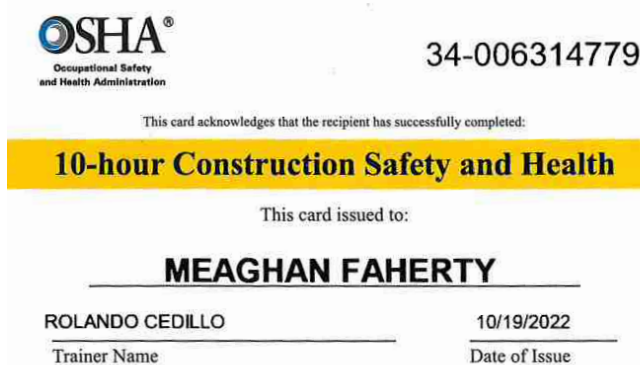 OSHA®
Occupational Safety
and Health Administration
34-006314779
This card acknowledges that the recipient has successfully completed:
10-hour Construction Safety and Health
This card issued to:
MEAGHAN FAHERTY
ROLANDO CEDILLO
10/19/2022
Trainer Name
Date of Issue